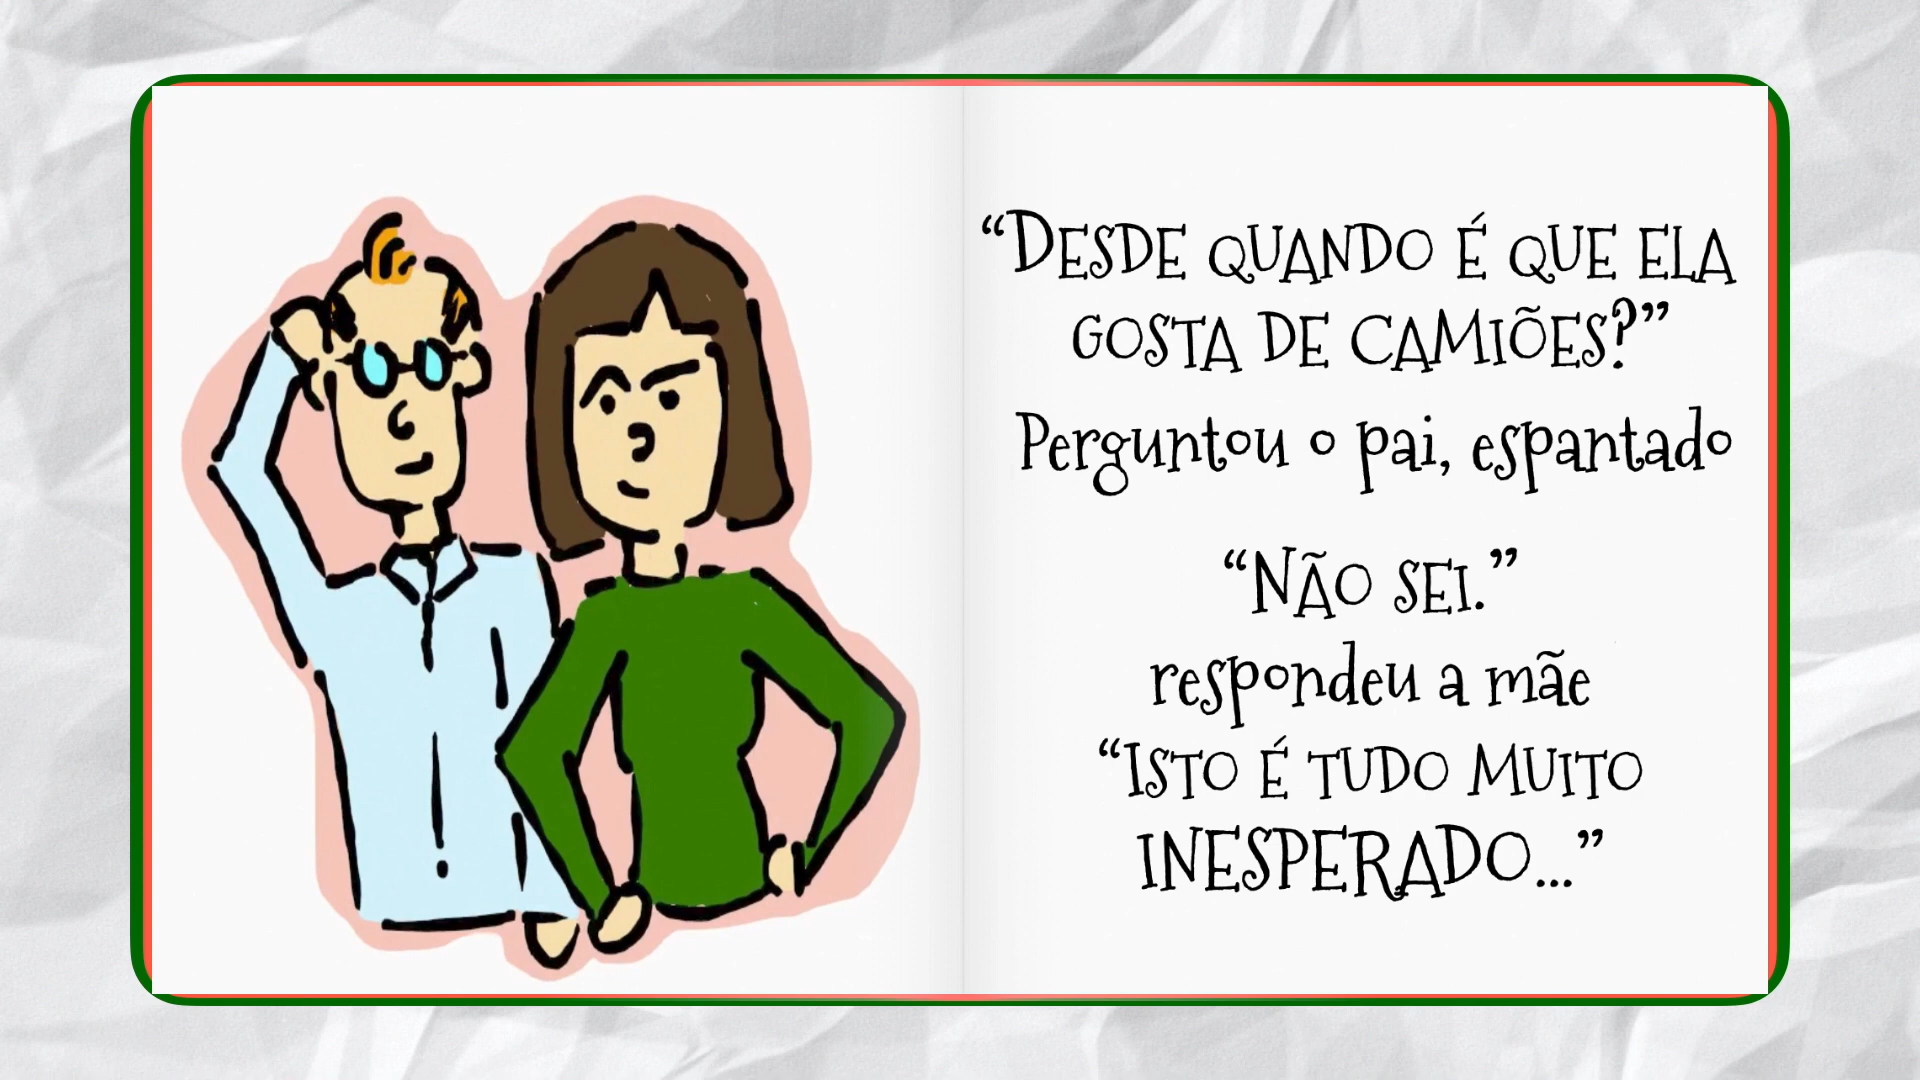 “DESDE QUANDO É QUE ELA
GOSTA DE CAMIÕES?”
Perguntou o pai, espantado
“NÃO SEI.”
respondeu a mãe
“ISTO É TUDO MUITO
INESPERADO...”